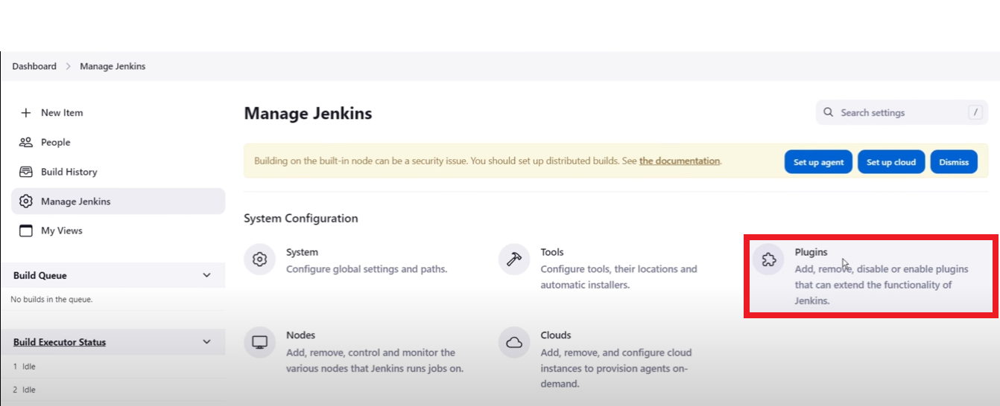 Dashboard > Manage Jenkins
New Item
People
Build History
Manage Jenkins
My Views
Build Queue
No builds in the queue.
Build Executor Status
1 Idle
2 Idle
Manage Jenkins
Search settings /
Building on the built-in node can be a security issue. You should set up distributed builds. See the documentation.
Set up agent
Set up cloud
Dismiss
System Configuration
System
Configure global settings and paths.
Tools
Configure tools, their locations and
automatic installers.
Plugins
Add, remove, disable or enable plugins
that can extend the functionality of
Jenkins.
Nodes
Add, remove, control and monitor the
various nodes that Jenkins runs jobs on.
Clouds
Add, remove, and configure cloud
instances to provision agents on-
demand.